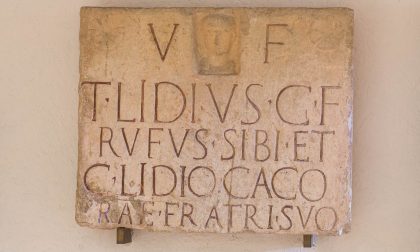 V F
T·LIDIVS·C·F
RVFVS·SIBI·ET
C·LIDIO CACO
RAE·FRATRI·SVO